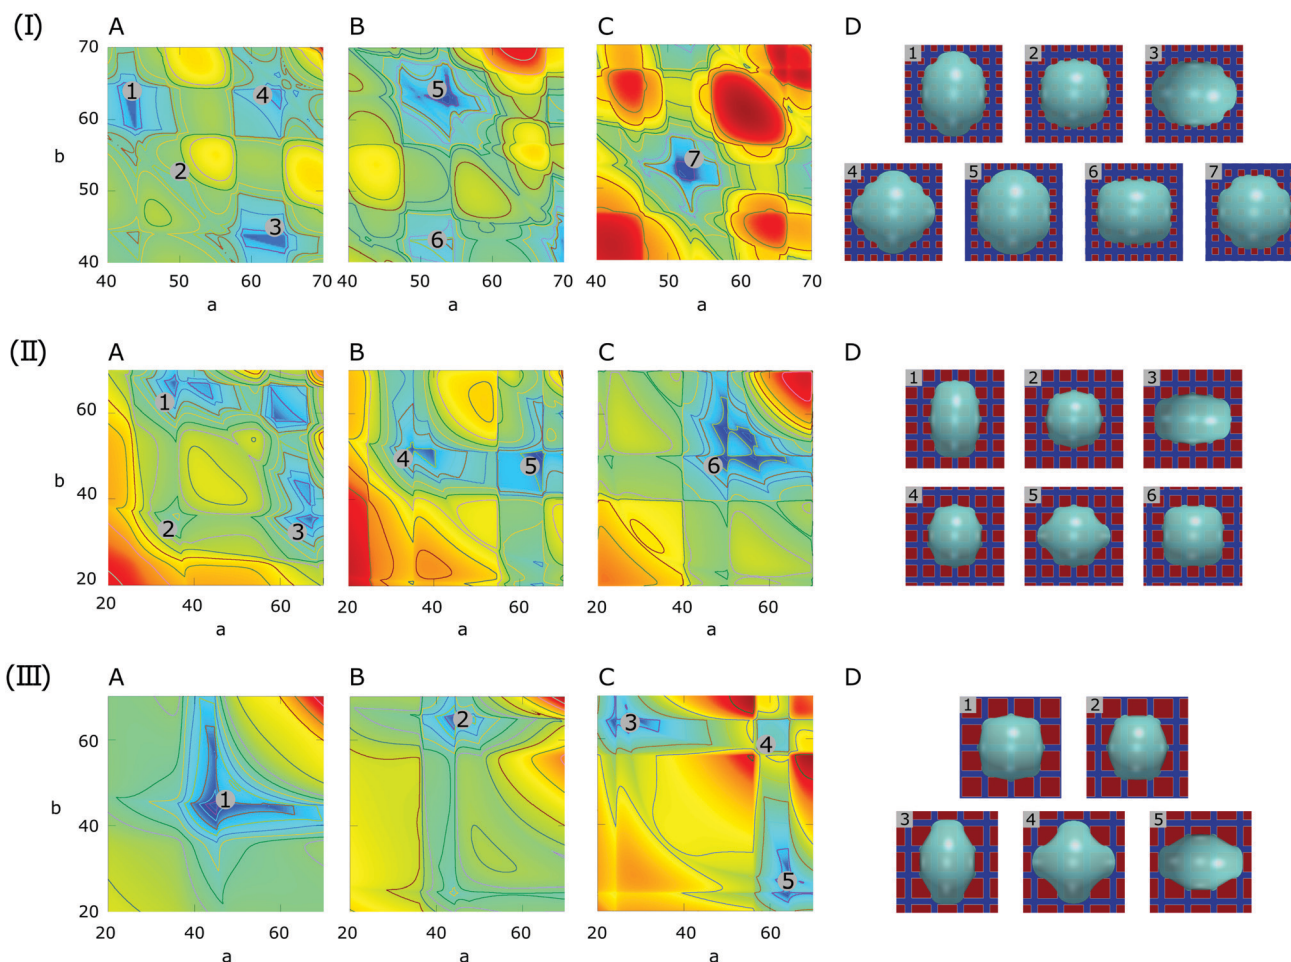 (I) A B C D
70
60
b
50
40
40 50 60 70 40 50 60 70 40 50 60 70
a a a
1 2 3 4
5 6
7
1 2 3
4 5 6 7
(II) A B C D
60
b
40
20
20 40 60 20 40 60 20 40 60
a a a
1 2 3
4 5
6
1 2 3
4 5 6
(III) A B C D
60
b
40
20
20 40 60 20 40 60 20 40 60
a a a
1
2
3 4 5
1 2
3 4 5